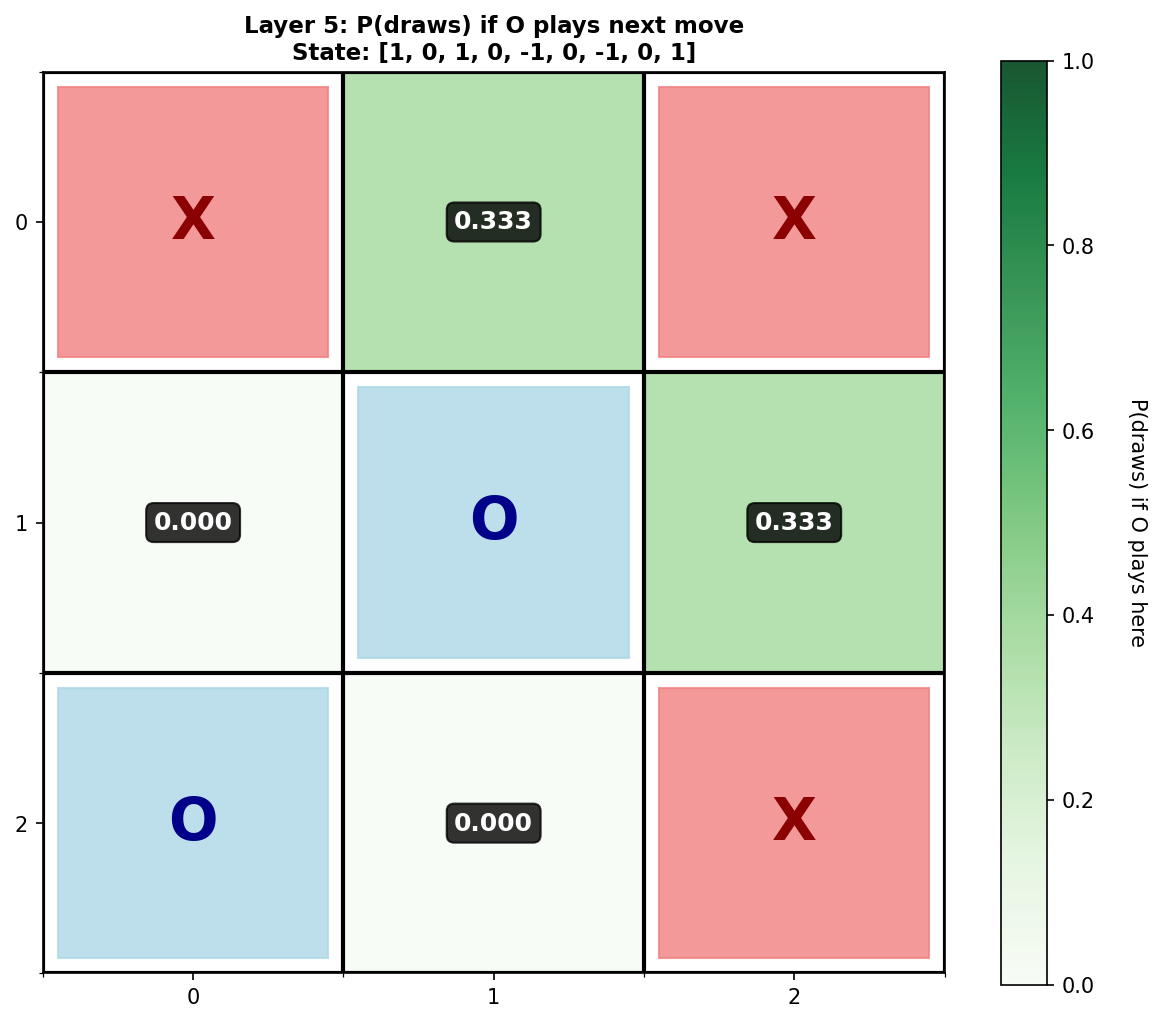 Layer 5: P(draws) if O plays next move
State: [1, 0, 1, 0, -1, 0, -1, 0, 1]
1.0
0.8
0.6
0.4
0.2
0.0
P(draws) if O plays here
0
X
0.333
X
1
0.000
O
0.333
2
O
0.000
X
0
1
2